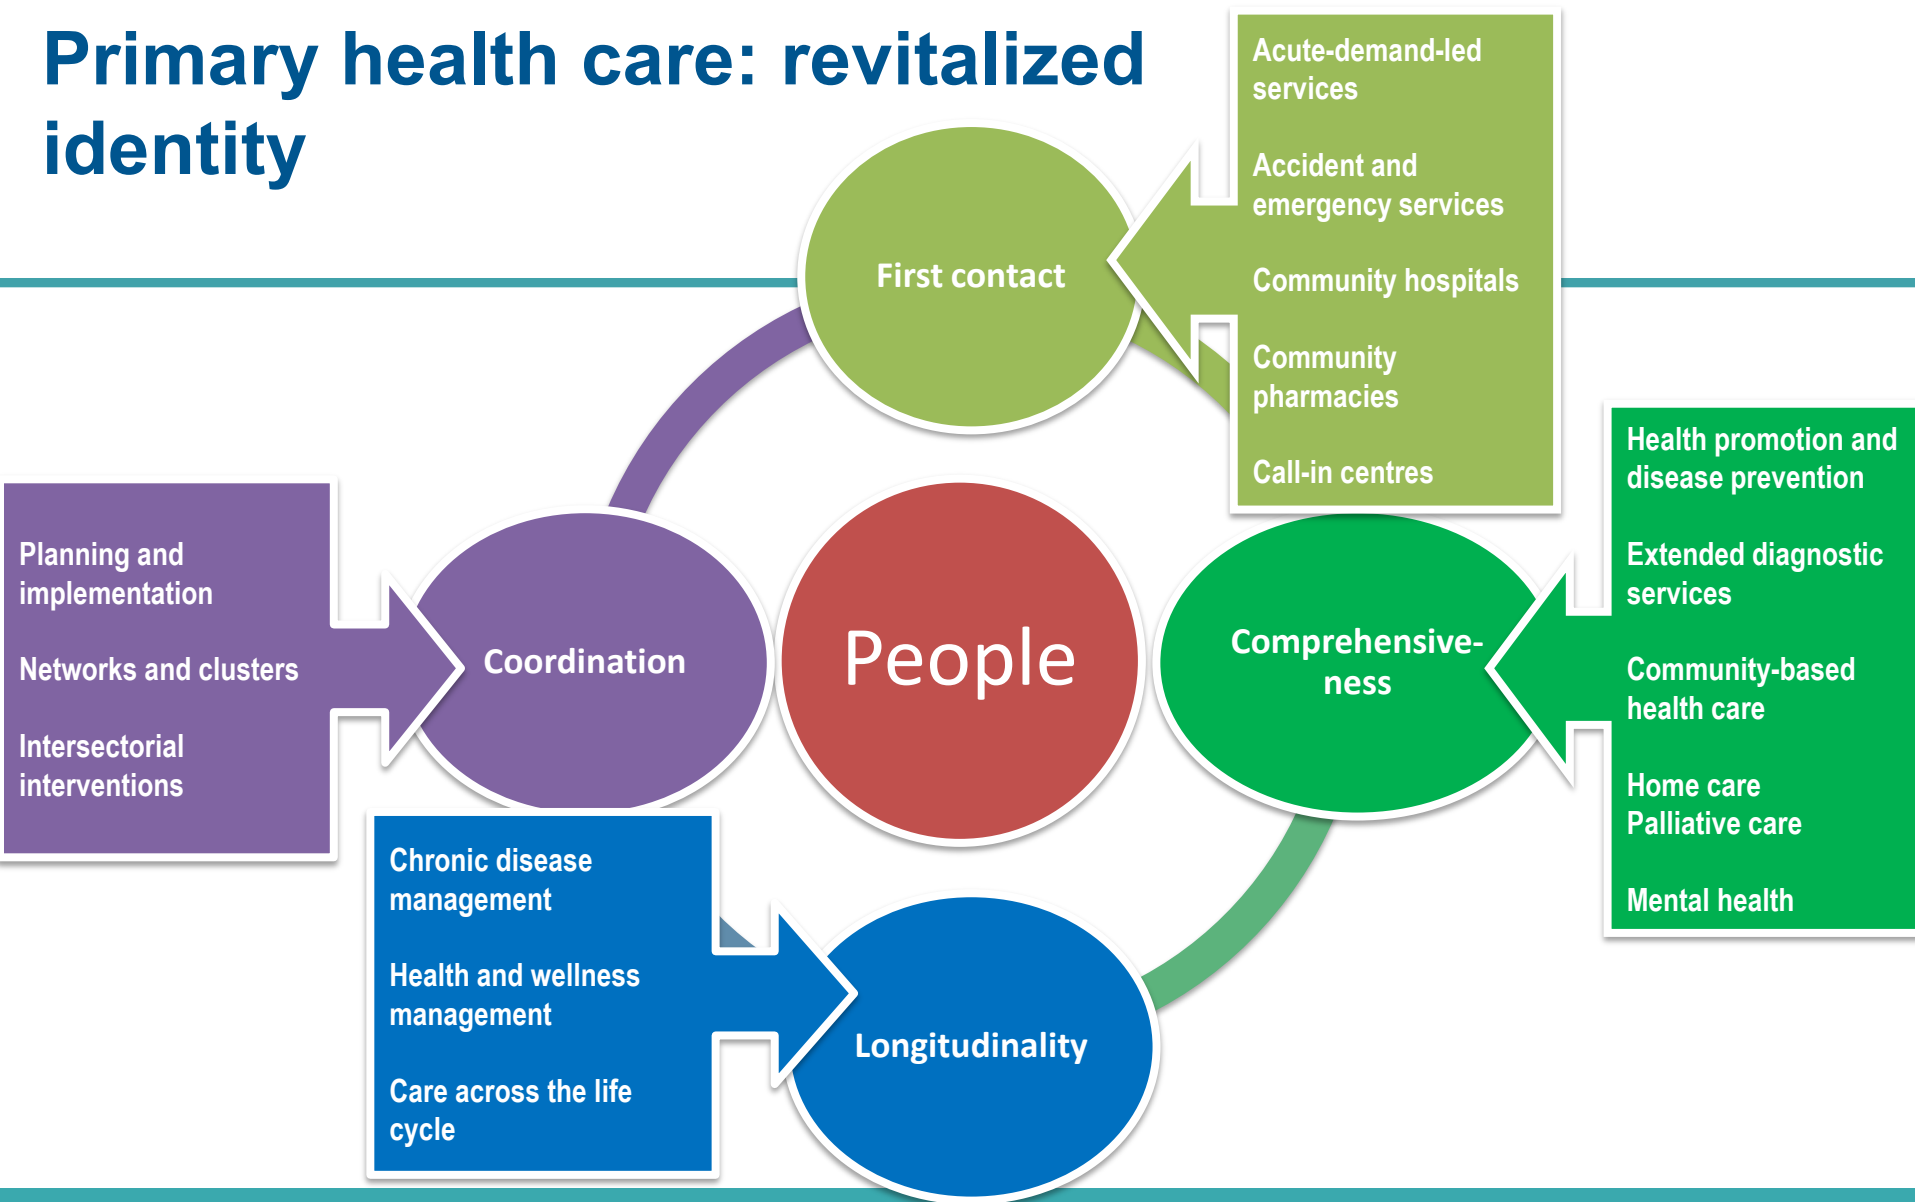 Primary health care: revitalized
identity
Acute-demand-led
services
Accident and
emergency services
Community hospitals
Community
pharmacies
Call-in centres
First contact
Health promotion and
disease prevention
Extended diagnostic
services
Community-based
health care
Home care
Palliative care
Mental health
Comprehensive-
ness
People
Coordination
Planning and
implementation
Networks and clusters
Intersectorial
interventions
Chronic disease
management
Health and wellness
management
Care across the life
cycle
Longitudinality